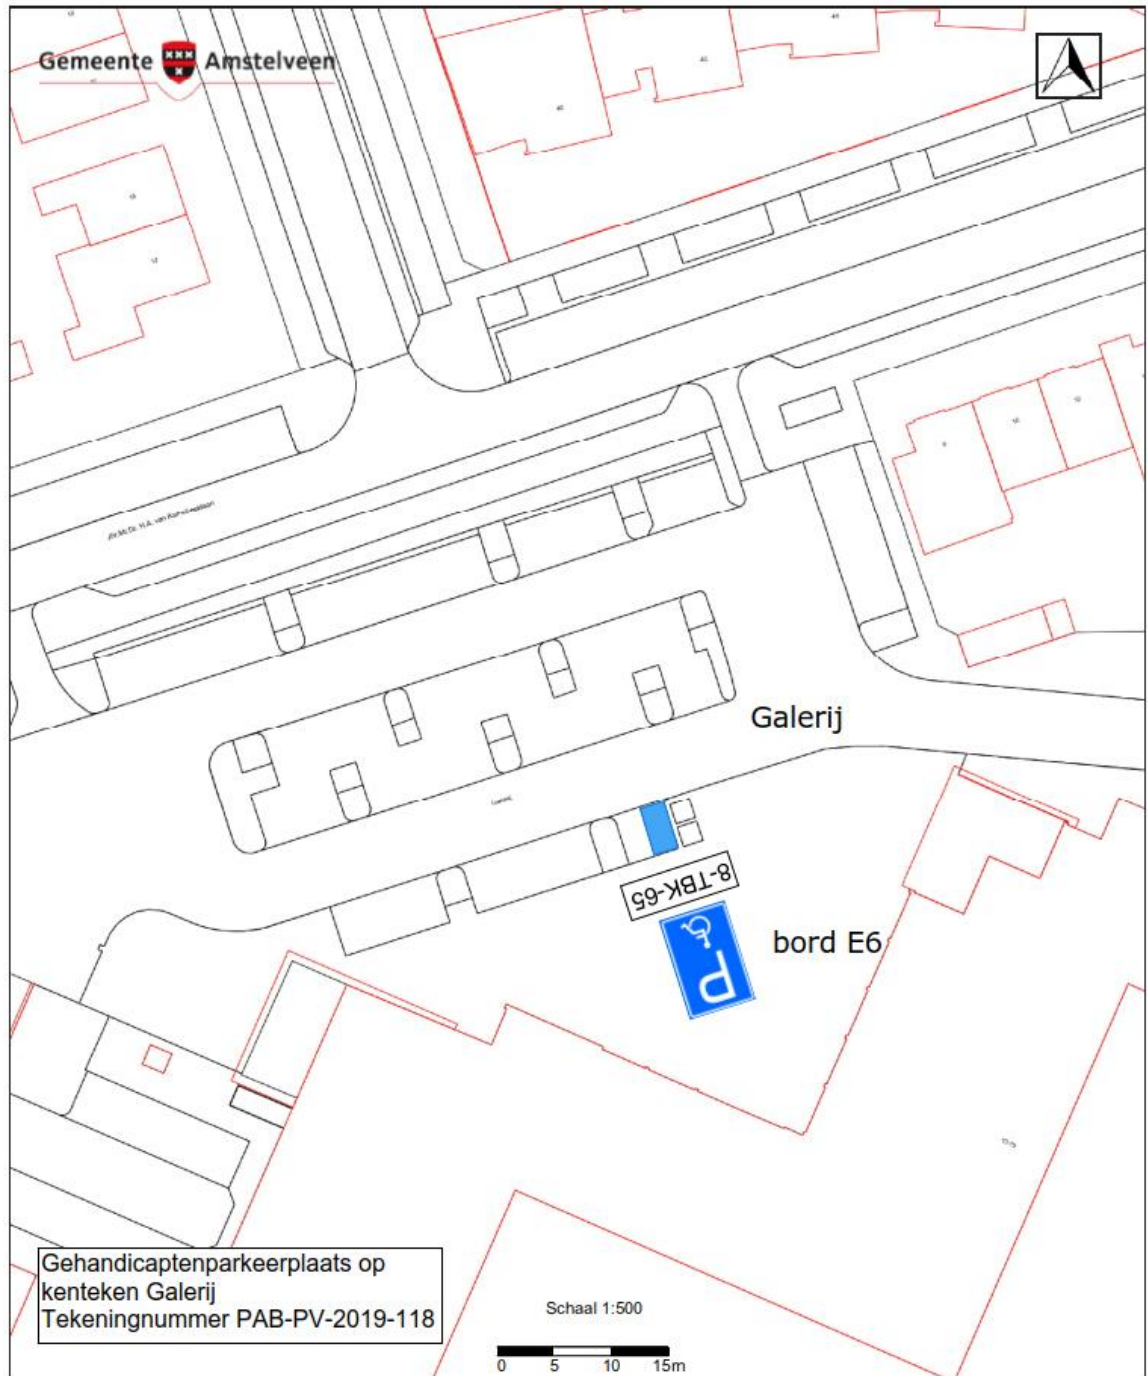 Gemeente Amstelveen
Galerij
8-TBK-65
P
bord E6
Gehandicaptenparkeerplaats op
kenteken Galerij
Tekeningnummer PAB-PV-2019-118
Schaal 1:500
0 5 10 15m